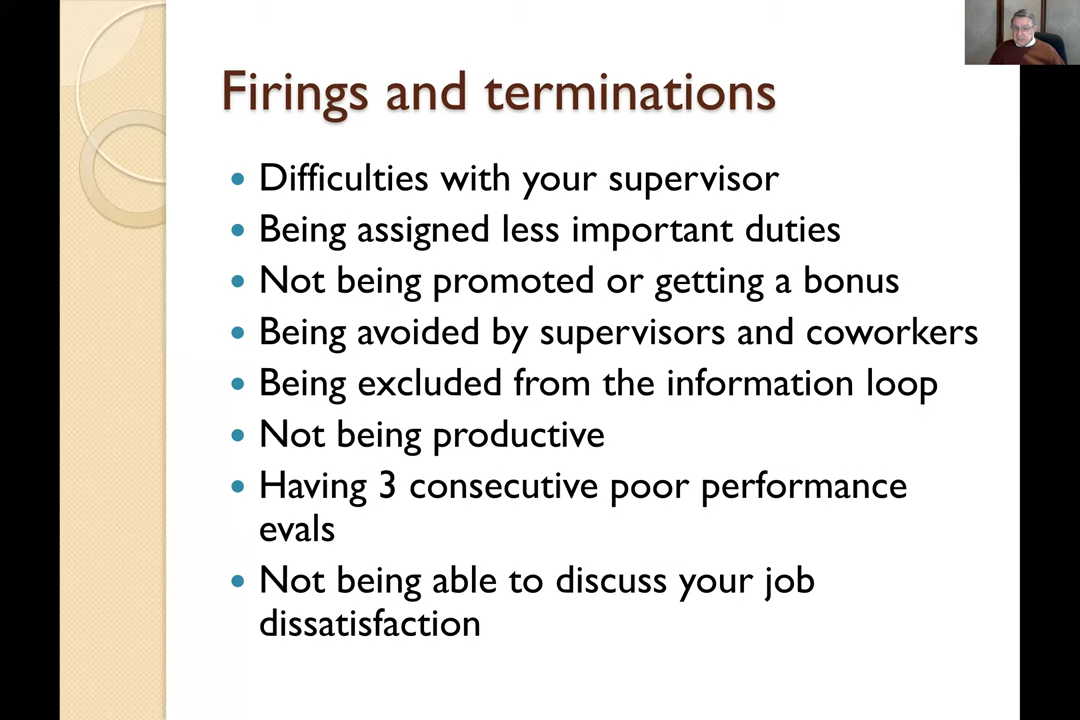 Firings and terminations
• Difficulties with your supervisor
• Being assigned less important duties
• Not being promoted or getting a bonus
• Being avoided by supervisors and coworkers
• Being excluded from the information loop
• Not being productive
• Having 3 consecutive poor performance
evals
• Not being able to discuss your job
dissatisfaction